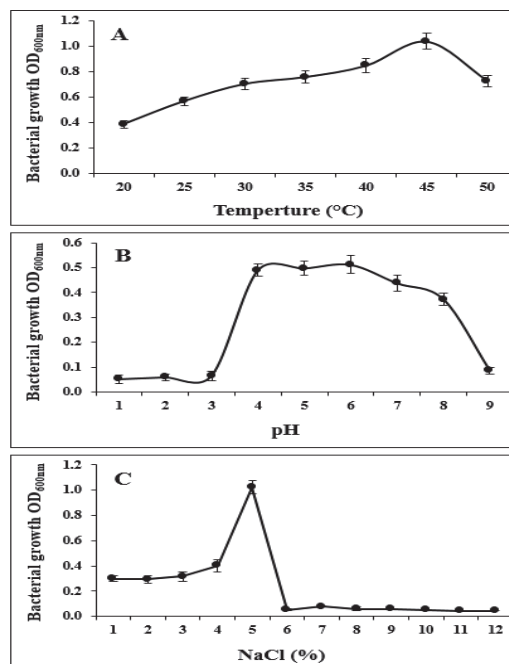 A
Bacterial growth OD600nm
1.2
1.0
0.8
0.6
0.4
0.2
0.0
20 25 30 35 40 45 50
Temperture (°C)
B
Bacterial growth OD600nm
0.6
0.5
0.4
0.3
0.2
0.1
0.0
1 2 3 4 5 6 7 8 9
pH
C
Bacterial growth OD600nm
1.2
1.0
0.8
0.6
0.4
0.2
0.0
1 2 3 4 5 6 7 8 9 10 11 12
NaCl (%)